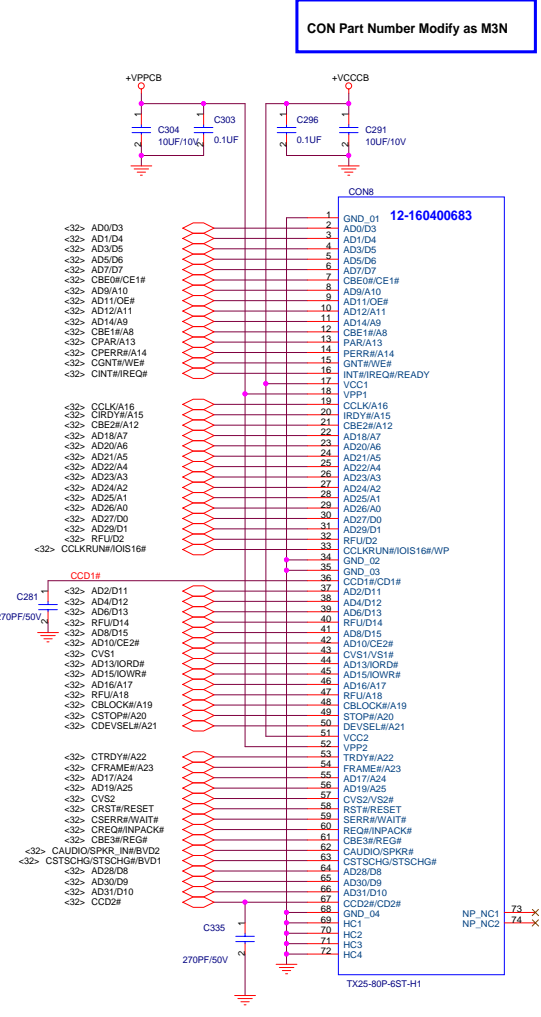 CON Part Number Modify as M3N
+VPPCB
+VCCCB
1 C304 10UF/10V 2
1 C303 0.1UF 2
1 C296 0.1UF 2
1 C291 10UF/10V 2
CON8
12-160400683
1 GND_01
<32> AD0/D3 2 AD0/D3
<32> AD1/D4 3 AD1/D4
<32> AD3/D5 4 AD3/D5
<32> AD5/D6 5 AD5/D6
<32> AD7/D7 6 AD7/D7
<32> CBE0#/CE1# 7 CBE0#/CE1#
<32> AD9/A10 8 AD9/A10
<32> AD11/OE# 9 AD11/OE#
<32> AD12/A11 10 AD12/A11
<32> AD14/A9 11 AD14/A9
<32> CBE1#/A8 12 CBE1#/A8
<32> CPAR/A13 13 PAR/A13
<32> CPERR#/A14 14 PERR#/A14
<32> CGNT#/WE# 15 GNT#/WE#
<32> CINT#/IREQ# 16 INT#/IREQ#/READY
17 VCC1
18 VPP1
<32> CCLK/A16 19 CCLK/A16
<32> CIRDY#/A15 20 IRDY#/A15
<32> CBE2#/A12 21 CBE2#/A12
<32> AD18/A7 22 AD18/A7
<32> AD20/A6 23 AD20/A6
<32> AD21/A5 24 AD21/A5
<32> AD22/A4 25 AD22/A4
<32> AD23/A3 26 AD23/A3
<32> AD24/A2 27 AD24/A2
<32> AD25/A1 28 AD25/A1
<32> AD26/A0 29 AD26/A0
<32> AD27/D0 30 AD27/D0
<32> AD29/D1 31 AD29/D1
<32> RFU/D2 32 RFU/D2
<32> CCLKRUN#/IOIS16# 33 CCLKRUN#/IOIS16#/WP
34 GND_02
35 GND_03
CCD1# 36 CCD1#/CD1#
1 C281 270PF/50V 2
<32> AD2/D11 37 AD2/D11
<32> AD4/D12 38 AD4/D12
<32> AD6/D13 39 AD6/D13
<32> RFU/D14 40 RFU/D14
<32> AD8/D15 41 AD8/D15
<32> AD10/CE2# 42 AD10/CE2#
<32> CVS1 43 CVS1/VS1#
<32> AD13/IORD# 44 AD13/IORD#
<32> AD15/IOWR# 45 AD15/IOWR#
<32> AD16/A17 46 AD16/A17
<32> RFU/A18 47 RFU/A18
<32> CBLOCK#/A19 48 CBLOCK#/A19
<32> CSTOP#/A20 49 STOP#/A20
<32> CDEVSEL#/A21 50 DEVSEL#/A21
51 VCC2
52 VPP2
<32> CTRDY#/A22 53 TRDY#/A22
<32> CFRAME#/A23 54 FRAME#/A23
<32> AD17/A24 55 AD17/A24
<32> AD19/A25 56 AD19/A25
<32> CVS2 57 CVS2/VS2#
<32> CRST#/RESET 58 RST#/RESET
<32> CSERR#/WAIT# 59 SERR#/WAIT#
<32> CREQ#/INPACK# 60 REQ#/INPACK#
<32> CBE3#/REG# 61 CBE3#/REG#
<32> CAUDIO/SPKR_IN#/BVD2 62 CAUDIO/SPKR#
<32> CSTSCHG/STSCHG#/BVD1 63 CSTSCHG/STSCHG#
<32> AD28/D8 64 AD28/D8
<32> AD30/D9 65 AD30/D9
<32> AD31/D10 66 AD31/D10
<32> CCD2# 67 CCD2#/CD2#
68 GND_04
69 HC1
70 HC2
71 HC3
72 HC4
NP_NC1 73
NP_NC2 74
1 C335 270PF/50V 2
TX25-80P-6ST-H1